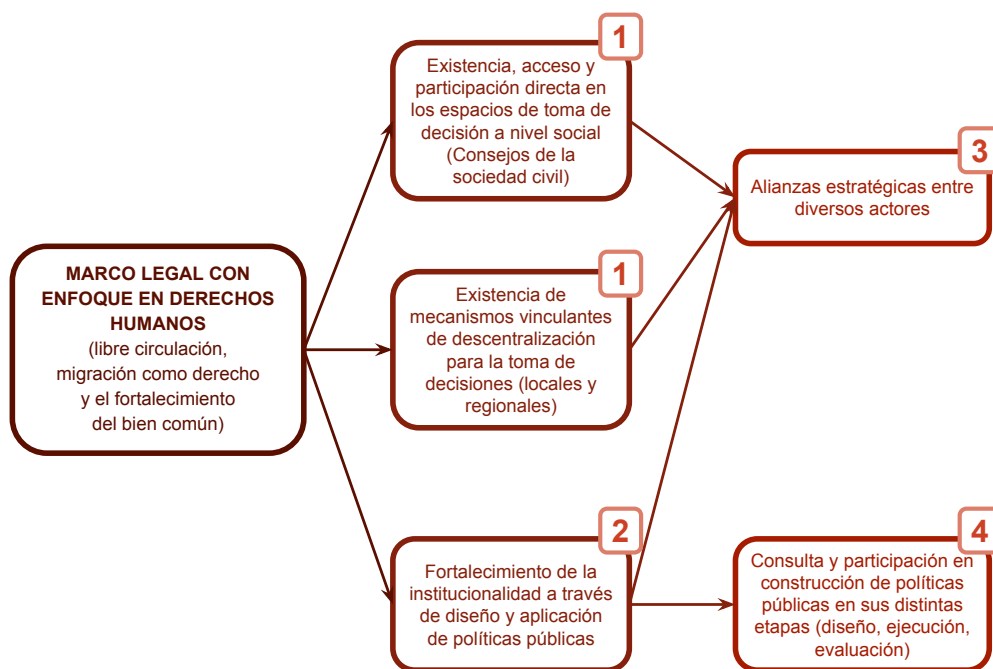 MARCO LEGAL CON
ENFOQUE EN DERECHOS
HUMANOS
(libre circulación,
migración como derecho
y el fortalecimiento
del bien común)
1
Existencia, acceso y
participación directa en
los espacios de toma de
decisión a nivel social
(Consejos de la
sociedad civil)
1
Existencia de
mecanismos vinculantes
de descentralización
para la toma de
decisiones (locales y
regionales)
2
Fortalecimiento de la
institucionalidad a través
de diseño y aplicación
de políticas públicas
3
Alianzas estratégicas entre
diversos actores
4
Consulta y participación en
construcción de políticas
públicas en sus distintas
etapas (diseño, ejecución,
evaluación)